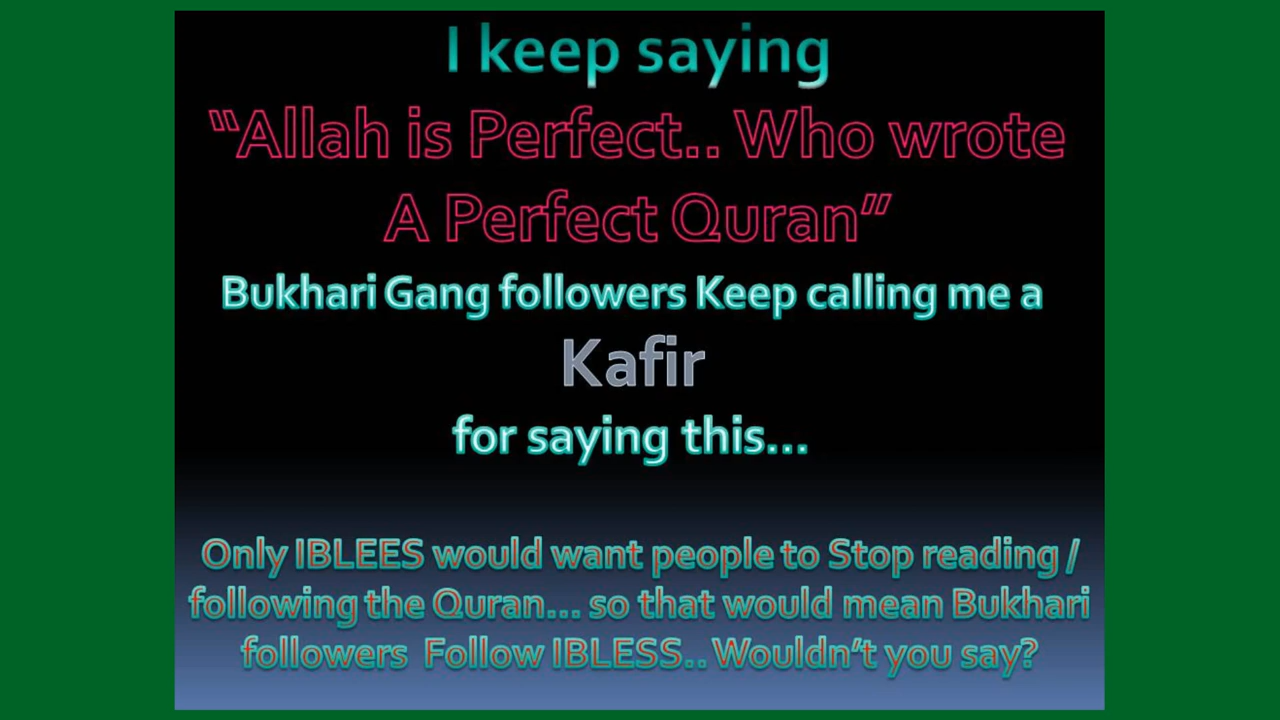 I keep saying
“Allah is Perfect.. Who wrote
A Perfect Quran”
Bukhari Gang followers Keep calling me a
Kafir
for saying this...
Only IBLEES would want people to Stop reading /
following the Quran... so that would mean Bukhari
followers Follow IBLESS.. Wouldn’t you say?